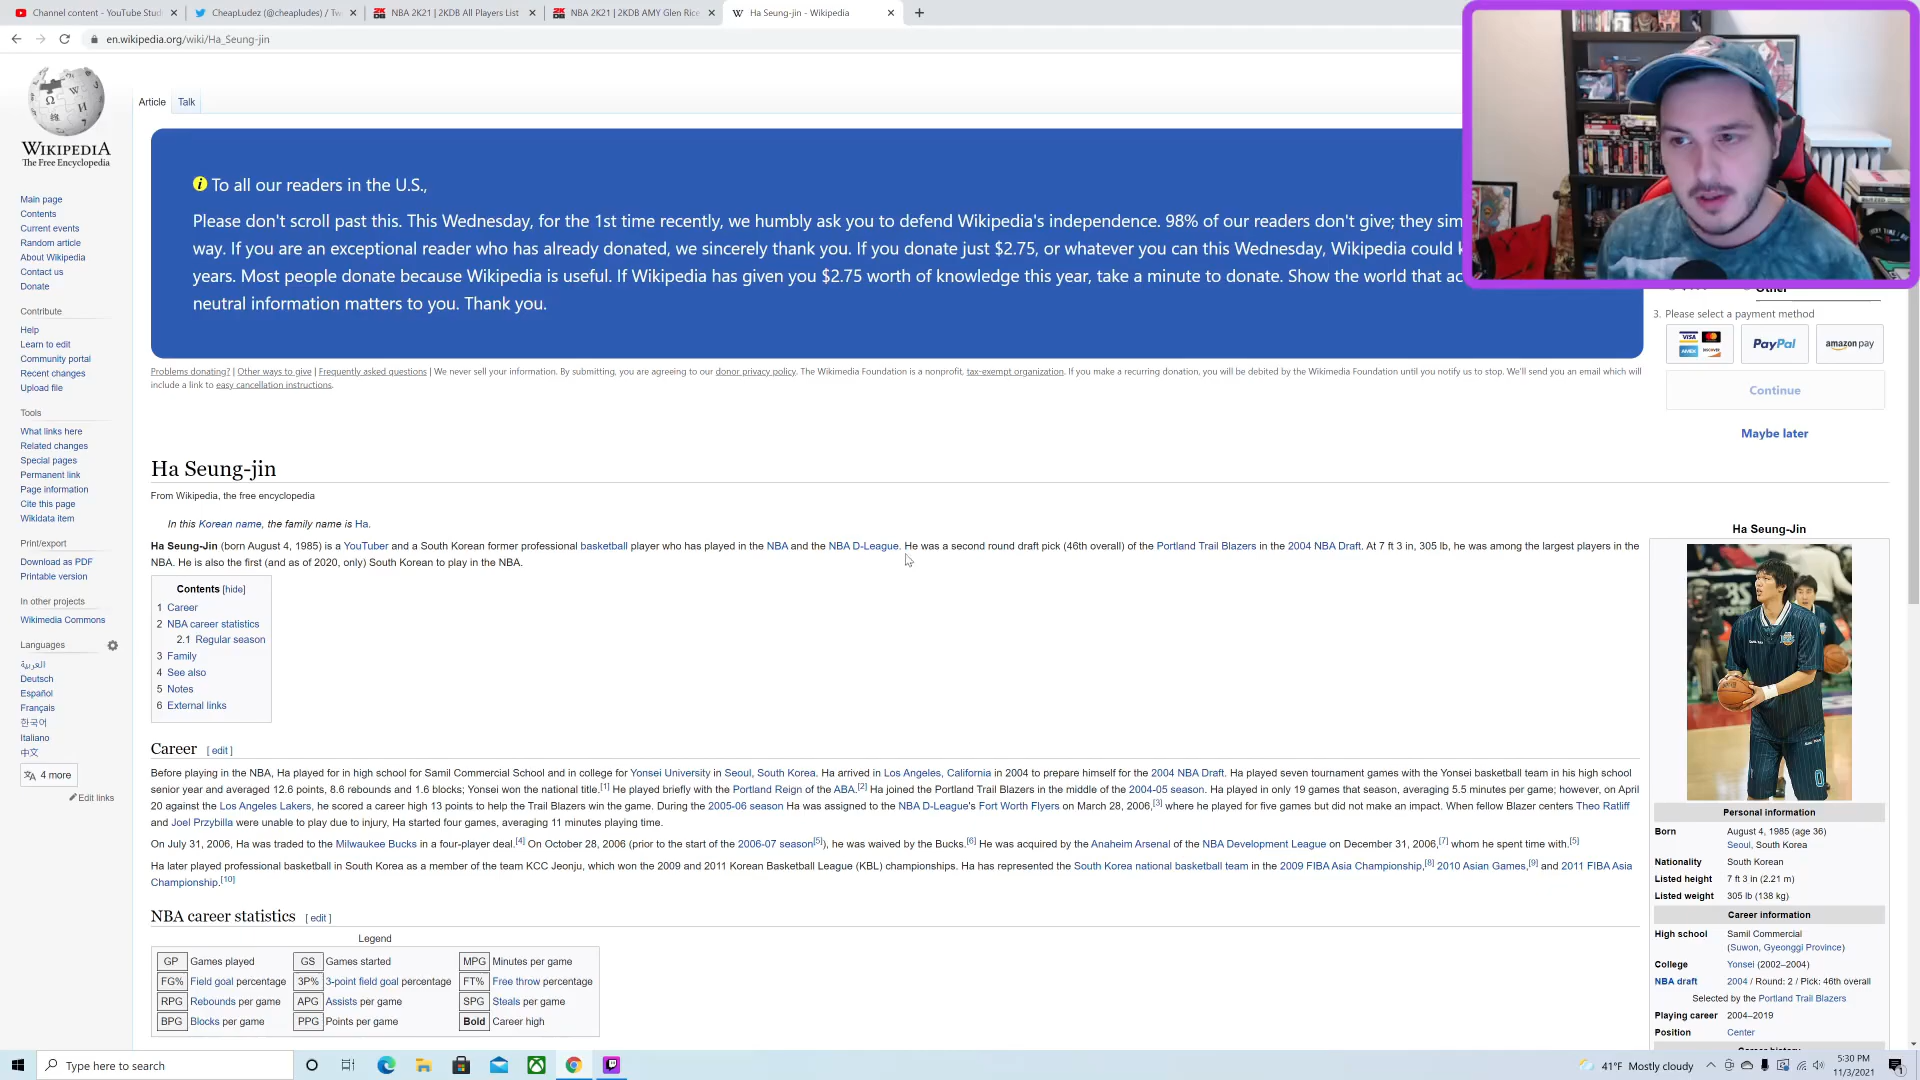 Channel content - YouTube Stud
CheapLudez (@cheapludes) / Tw
NBA 2K21 | 2KDB All Players List
NBA 2K21 | 2KDB AMY Glen Rice
Ha Seung-jin - Wikipedia
en.wikipedia.org/wiki/Ha_Seung-jin
WIKIPEDIA
The Free Encyclopedia
Main page
Contents
Current events
Random article
About Wikipedia
Contact us
Donate
Contribute
Help
Learn to edit
Community portal
Recent changes
Upload file
Tools
What links here
Related changes
Special pages
Permanent link
Page information
Cite this page
Wikidata item
Print/export
Download as PDF
Printable version
In other projects
Wikimedia Commons
Languages
العربية
Deutsch
Español
Français
한국어
Italiano
中文
4 more
Edit links
Article Talk
To all our readers in the U.S.,
Please don't scroll past this. This Wednesday, for the 1st time recently, we humbly ask you to defend Wikipedia's independence. 98% of our readers don't give; they sim
way. If you are an exceptional reader who has already donated, we sincerely thank you. If you donate just $2.75, or whatever you can this Wednesday, Wikipedia could k
years. Most people donate because Wikipedia is useful. If Wikipedia has given you $2.75 worth of knowledge this year, take a minute to donate. Show the world that ac
neutral information matters to you. Thank you.
Problems donating? | Other ways to give | Frequently asked questions | We never sell your information. By submitting, you are agreeing to our donor privacy policy. The Wikimedia Foundation is a nonprofit, tax-exempt organization. If you make a recurring donation, you will be debited by the Wikimedia Foundation until you notify us to stop. We'll send you an email which will
include a link to easy cancellation instructions.
Other
3. Please select a payment method
VISA
AMEX DISCOVER
PayPal
amazon pay
Continue
Maybe later
Ha Seung-jin
From Wikipedia, the free encyclopedia
In this Korean name, the family name is Ha.
Ha Seung-Jin (born August 4, 1985) is a YouTuber and a South Korean former professional basketball player who has played in the NBA and the NBA D-League. He was a second round draft pick (46th overall) of the Portland Trail Blazers in the 2004 NBA Draft. At 7 ft 3 in, 305 lb, he was among the largest players in the
NBA. He is also the first (and as of 2020, only) South Korean to play in the NBA.
Contents [hide]
1 Career
2 NBA career statistics
2.1 Regular season
3 Family
4 See also
5 Notes
6 External links
Career [ edit ]
Before playing in the NBA, Ha played for in high school for Samil Commercial School and in college for Yonsei University in Seoul, South Korea. Ha arrived in Los Angeles, California in 2004 to prepare himself for the 2004 NBA Draft. Ha played seven tournament games with the Yonsei basketball team in his high school
senior year and averaged 12.6 points, 8.6 rebounds and 1.6 blocks; Yonsei won the national title.[1] He played briefly with the Portland Reign of the ABA.[2] Ha joined the Portland Trail Blazers in the middle of the 2004-05 season. Ha played in only 19 games that season, averaging 5.5 minutes per game; however, on April
20 against the Los Angeles Lakers, he scored a career high 13 points to help the Trail Blazers win the game. During the 2005-06 season Ha was assigned to the NBA D-League's Fort Worth Flyers on March 28, 2006,[3] where he played for five games but did not make an impact. When fellow Blazer centers Theo Ratliff
and Joel Przybilla were unable to play due to injury, Ha started four games, averaging 11 minutes playing time.
On July 31, 2006, Ha was traded to the Milwaukee Bucks in a four-player deal.[4] On October 28, 2006 (prior to the start of the 2006-07 season[5]), he was waived by the Bucks.[6] He was acquired by the Anaheim Arsenal of the NBA Development League on December 31, 2006,[7] whom he spent time with.[5]
Ha later played professional basketball in South Korea as a member of the team KCC Jeonju, which won the 2009 and 2011 Korean Basketball League (KBL) championships. Ha has represented the South Korea national basketball team in the 2009 FIBA Asia Championship,[8] 2010 Asian Games,[9] and 2011 FIBA Asia
Championship.[10]
NBA career statistics [ edit ]
Legend
GP Games played GS Games started MPG Minutes per game
FG% Field goal percentage 3P% 3-point field goal percentage FT% Free throw percentage
RPG Rebounds per game APG Assists per game SPG Steals per game
BPG Blocks per game PPG Points per game Bold Career high
Ha Seung-Jin
0
Personal information
Born August 4, 1985 (age 36)
Seoul, South Korea
Nationality South Korean
Listed height 7 ft 3 in (2.21 m)
Listed weight 305 lb (138 kg)
Career information
High school Samil Commercial
(Suwon, Gyeonggi Province)
College Yonsei (2002–2004)
NBA draft 2004 / Round: 2 / Pick: 46th overall
Selected by the Portland Trail Blazers
Playing career 2004–2019
Position Center
Type here to search
41°F Mostly cloudy
5:30 PM
11/3/2021